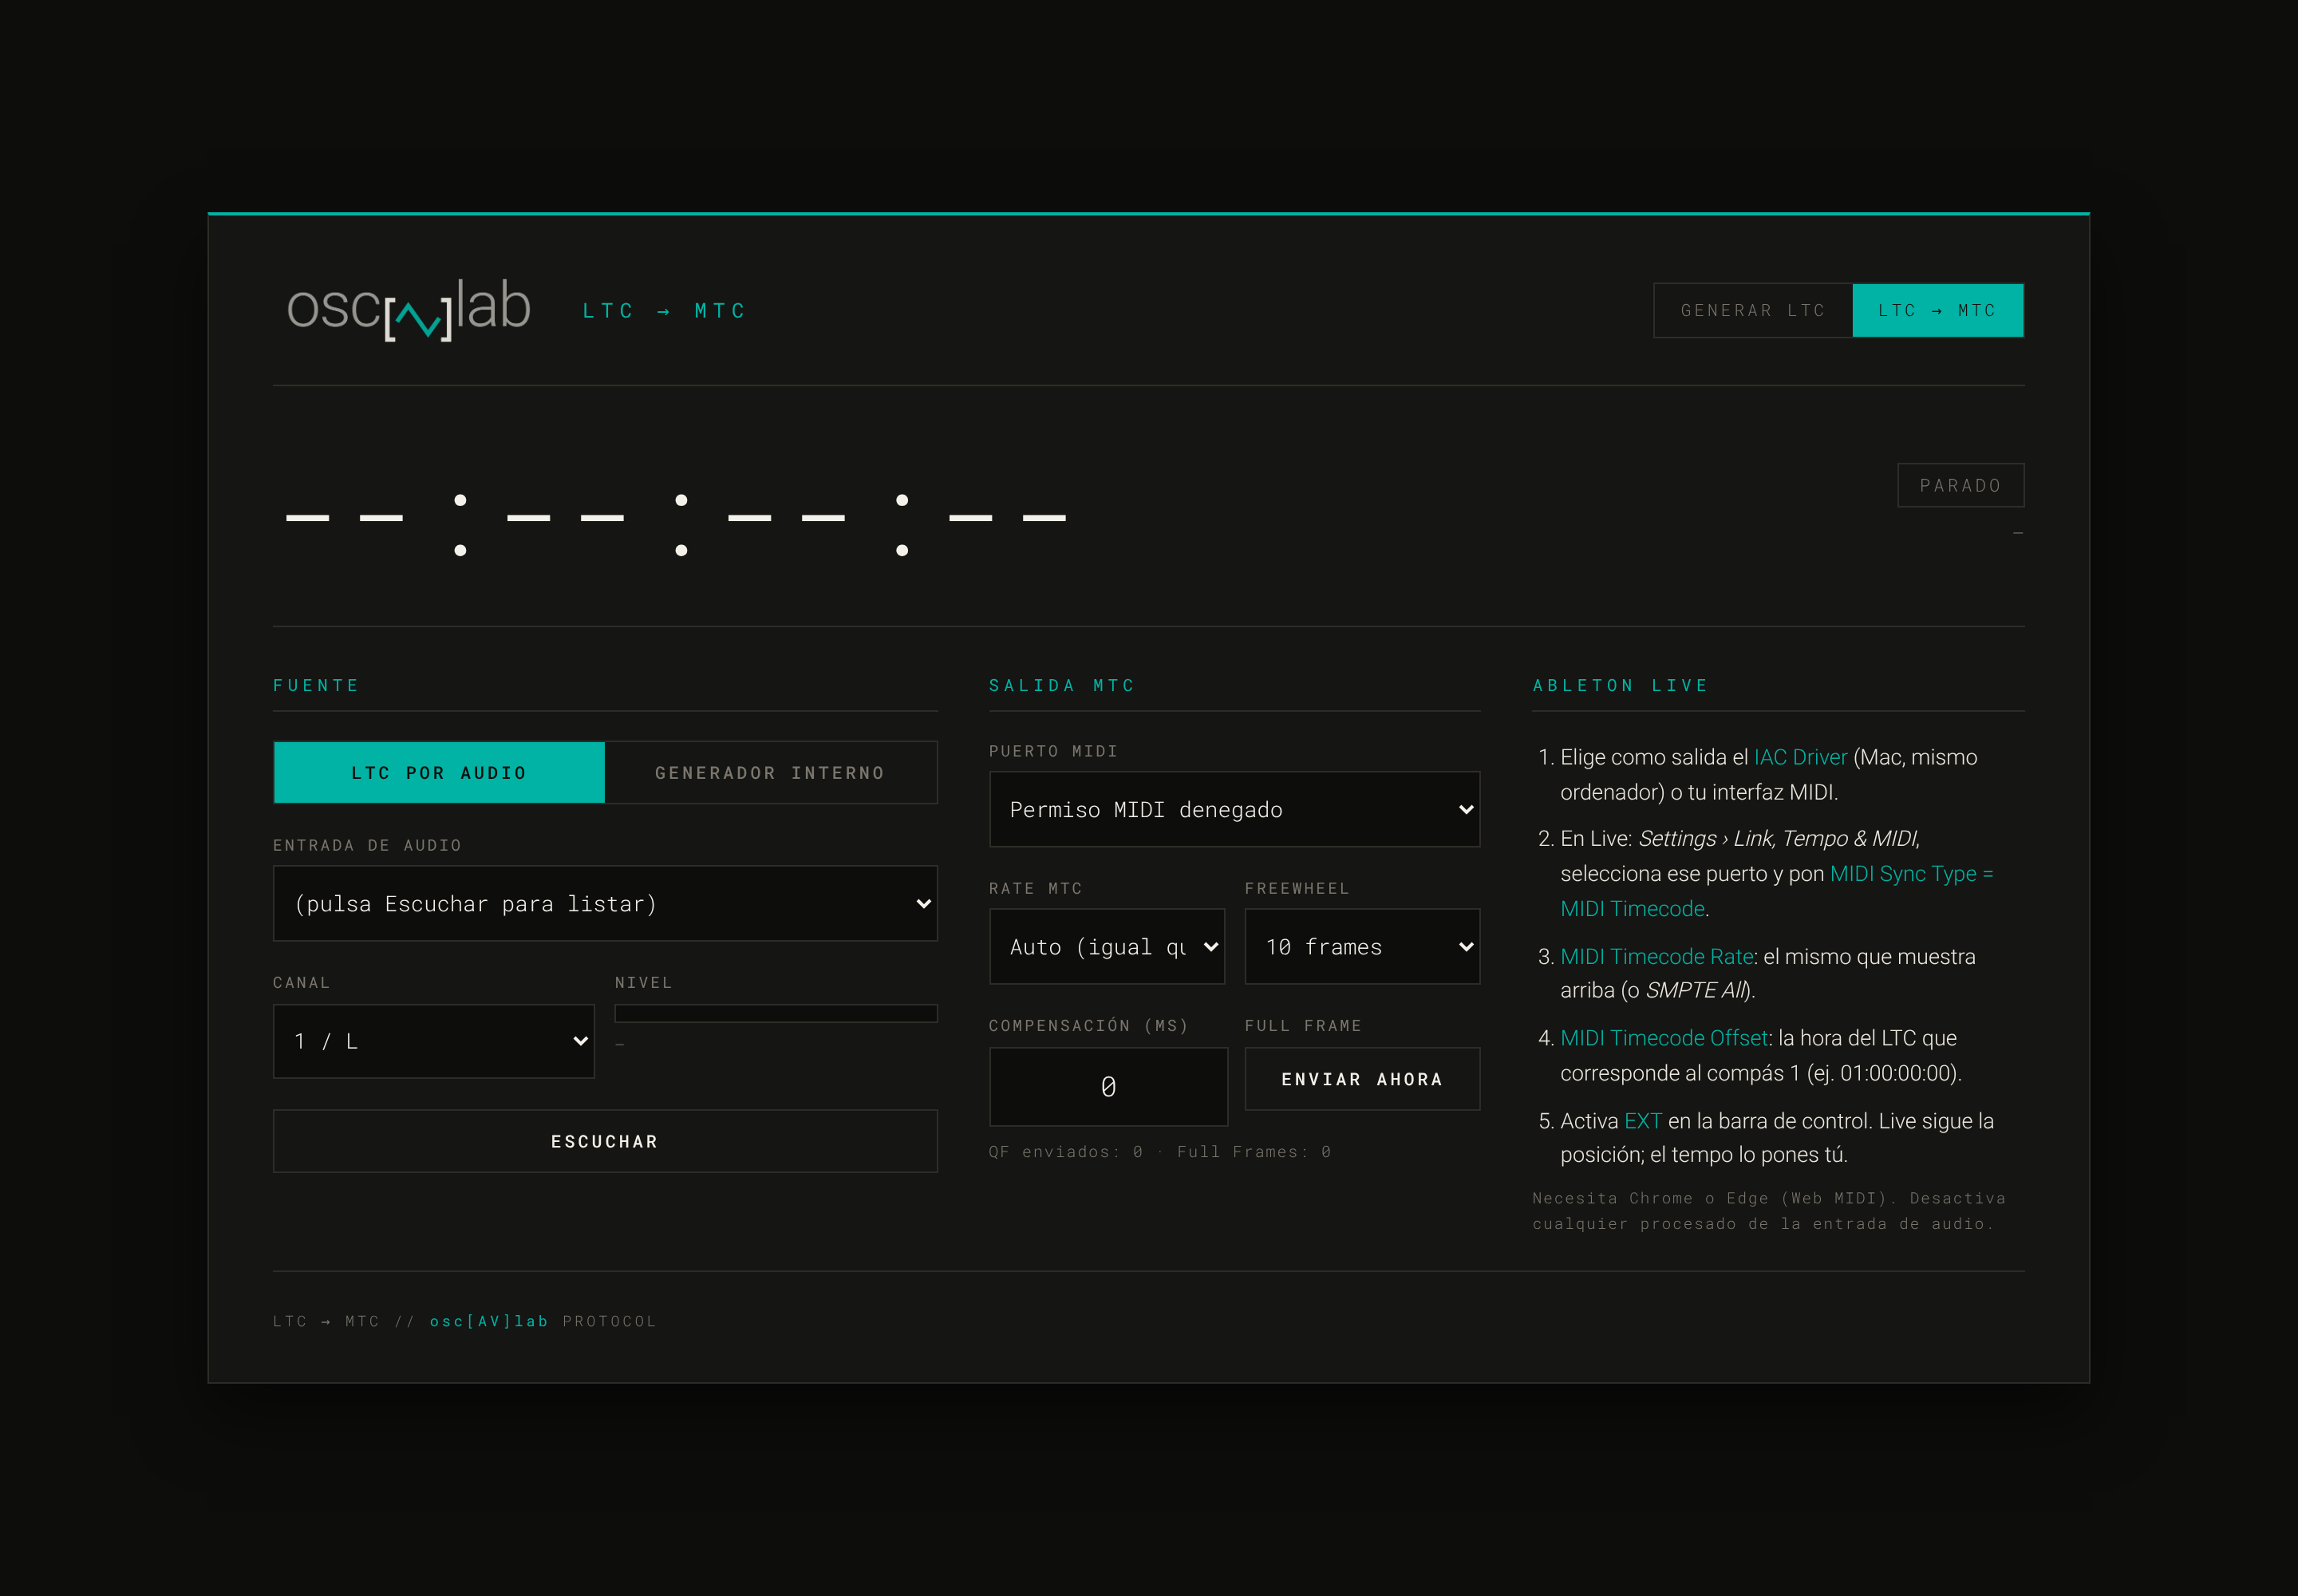 osc[ ]lab
LTC → MTC
GENERAR LTC
LTC → MTC
-- : -- : -- : --
PARADO
—
FUENTE
LTC POR AUDIO
GENERADOR INTERNO
ENTRADA DE AUDIO
(pulsa Escuchar para listar)
CANAL
NIVEL
1 / L
—
ESCUCHAR
SALIDA MTC
PUERTO MIDI
Permiso MIDI denegado
RATE MTC
FREEWHEEL
Auto (igual qu
10 frames
COMPENSACIÓN (MS)
FULL FRAME
0
ENVIAR AHORA
QF enviados: 0 · Full Frames: 0
ABLETON LIVE
1. Elige como salida el IAC Driver (Mac, mismo
ordenador) o tu interfaz MIDI.
2. En Live: Settings › Link, Tempo & MIDI,
selecciona ese puerto y pon MIDI Sync Type =
MIDI Timecode.
3. MIDI Timecode Rate: el mismo que muestra
arriba (o SMPTE All).
4. MIDI Timecode Offset: la hora del LTC que
corresponde al compás 1 (ej. 01:00:00:00).
5. Activa EXT en la barra de control. Live sigue la
posición; el tempo lo pones tú.
Necesita Chrome o Edge (Web MIDI). Desactiva
cualquier procesado de la entrada de audio.
LTC → MTC // osc[AV]lab PROTOCOL